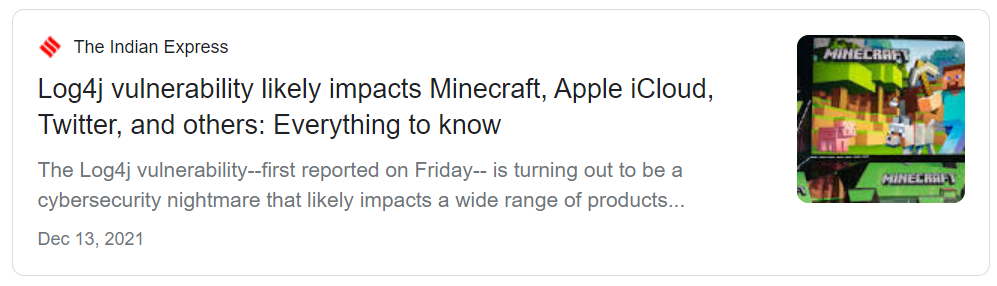 The Indian Express
Log4j vulnerability likely impacts Minecraft, Apple iCloud,
Twitter, and others: Everything to know
The Log4j vulnerability--first reported on Friday-- is turning out to be a
cybersecurity nightmare that likely impacts a wide range of products...
Dec 13, 2021
MINECRAFT
MINECRAFT